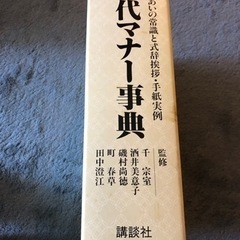 あいの常識と式辞挨拶・手紙実例
代マナー事典
監修
千 宗室
酒井美意子
磯村尚徳
町 春草
田中澄江
講談社